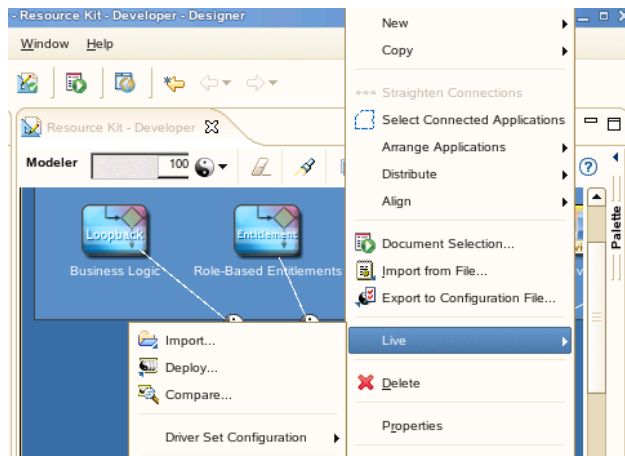 - Resource Kit - Developer - Designer
Window Help
Resource Kit - Developer
Modeler 100
Loopback
Entitlements
Business Logic
Role-Based Entitlements
Palette
New
Copy
Straighten Connections
Select Connected Applications
Arrange Applications
Distribute
Align
Document Selection...
Import from File...
Export to Configuration File...
Live
Delete
Properties
Import...
Deploy...
Compare...
Driver Set Configuration